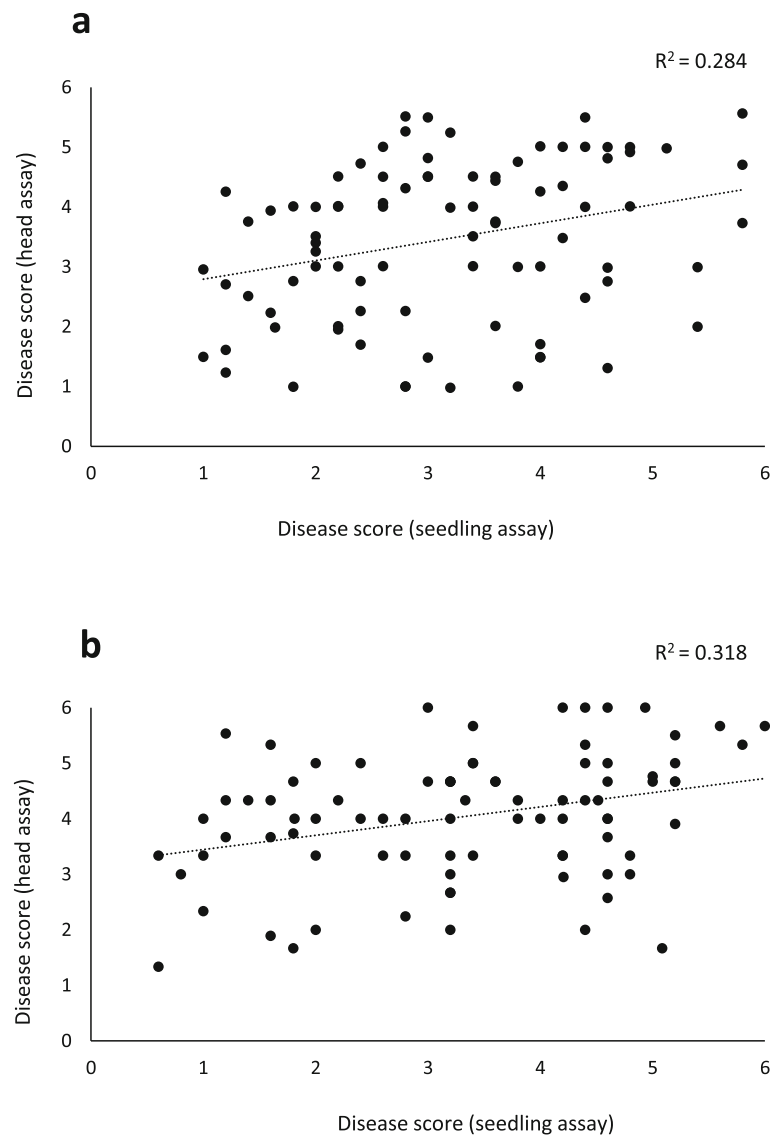 a
R² = 0.284
6
5
4
3
2
1
0
Disease score (head assay)
0 1 2 3 4 5 6
Disease score (seedling assay)
b
R² = 0.318
6
5
4
3
2
1
0
Disease score (head assay)
0 1 2 3 4 5 6
Disease score (seedling assay)